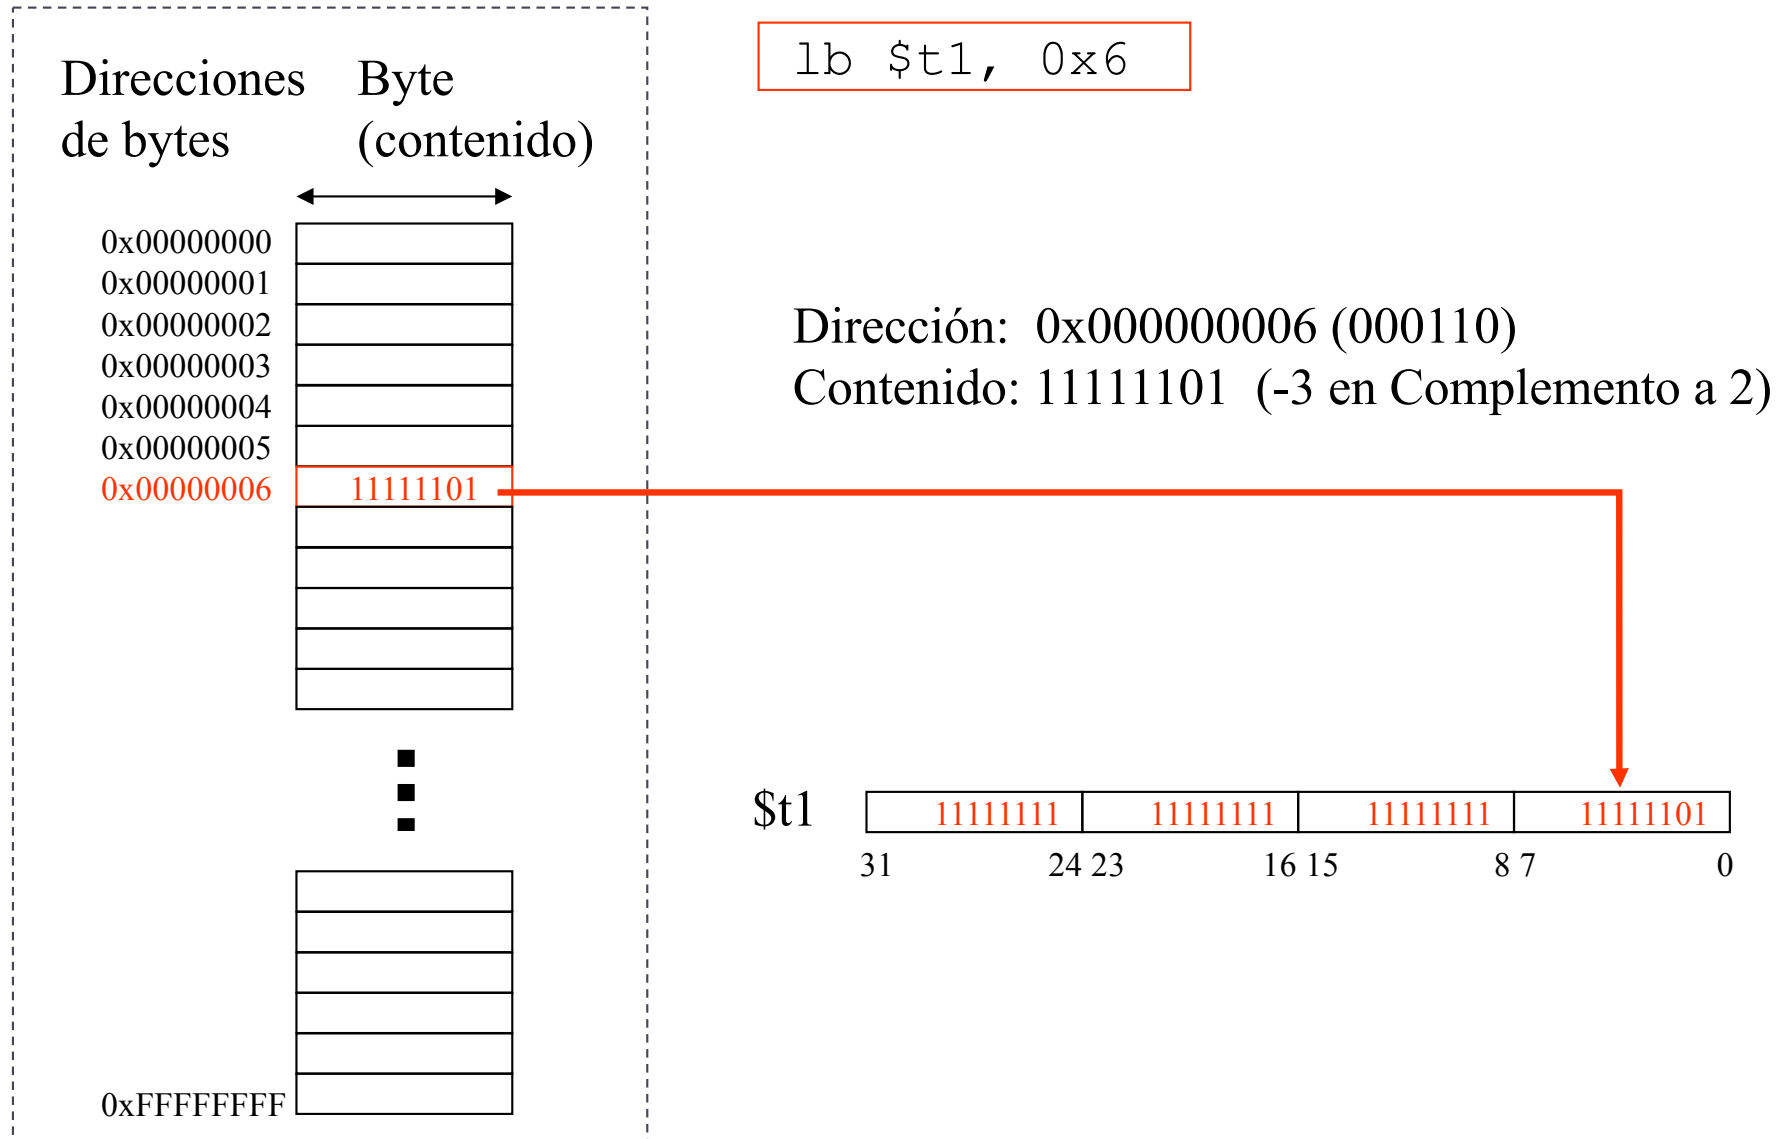 lb $t1, 0x6
Direcciones
de bytes
Byte
(contenido)
0x00000000
0x00000001
0x00000002
0x00000003
0x00000004
0x00000005
0x00000006 11111101
Dirección: 0x000000006 (000110)
Contenido: 11111101 (-3 en Complemento a 2)
$t1 11111111 11111111 11111111 11111101
31 24 23 16 15 8 7 0
0xFFFFFFFF